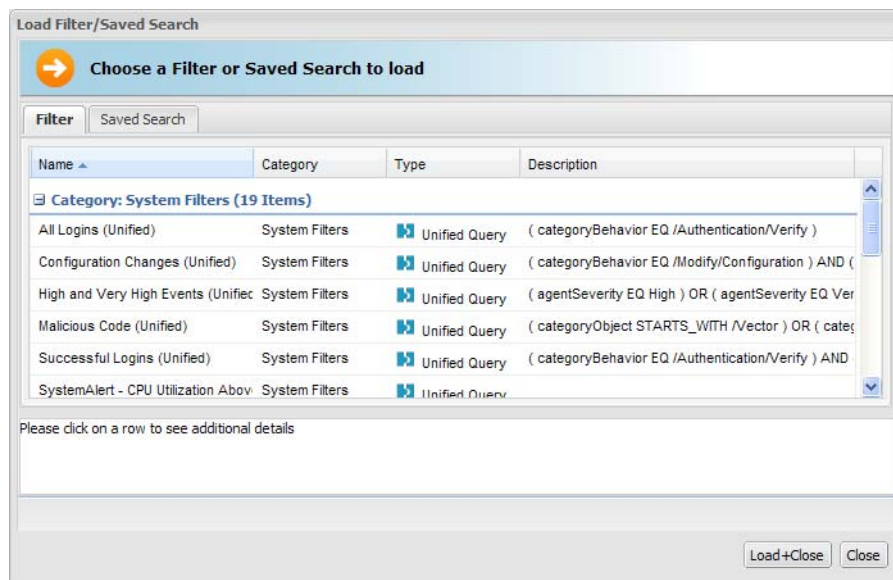 Load Filter/Saved Search
Choose a Filter or Saved Search to load
Filter Saved Search
Name Category Type Description
Category: System Filters (19 Items)
All Logins (Unified) System Filters Unified Query ( categoryBehavior EQ /Authentication/Verify )
Configuration Changes (Unified) System Filters Unified Query ( categoryBehavior EQ /Modify/Configuration ) AND (
High and Very High Events (Unified System Filters Unified Query ( agentSeverity EQ High ) OR ( agentSeverity EQ Ver
Malicious Code (Unified) System Filters Unified Query ( categoryObject STARTS_WITH /Vector ) OR ( categ
Successful Logins (Unified) System Filters Unified Query ( categoryBehavior EQ /Authentication/Verify ) AND
SystemAlert - CPU Utilization Above System Filters Unified Query
Please click on a row to see additional details
Load+Close Close